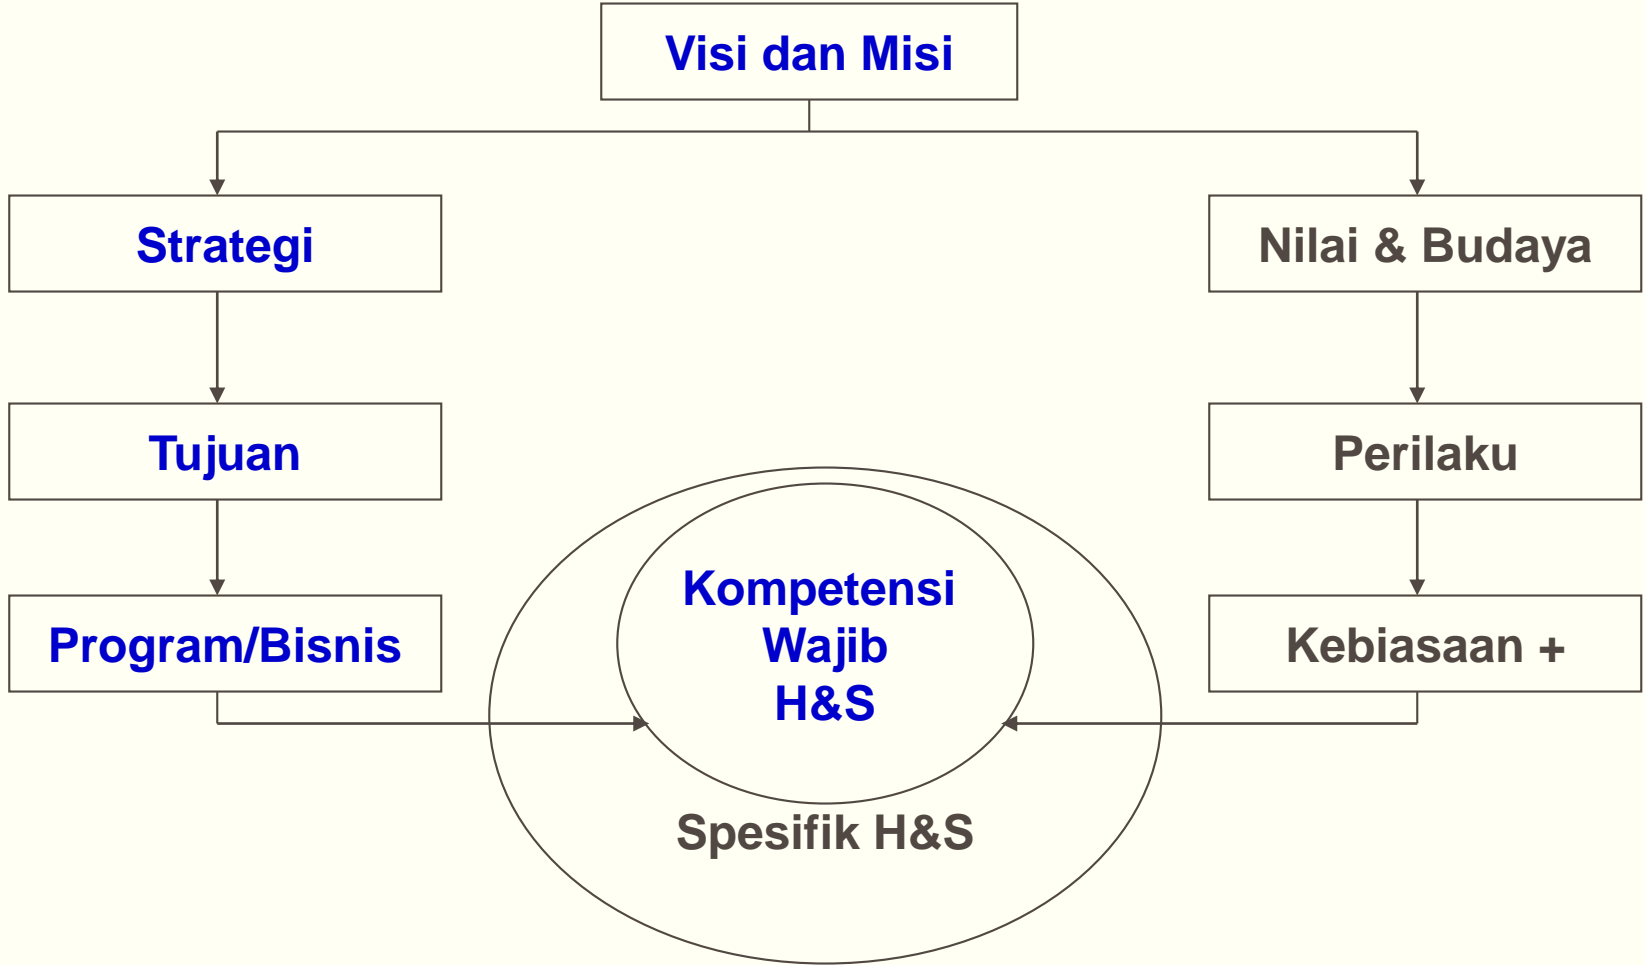 Visi dan Misi
Strategi
Nilai & Budaya
Tujuan
Perilaku
Kompetensi
Wajib
H&S
Program/Bisnis
Kebiasaan +
Spesifik H&S